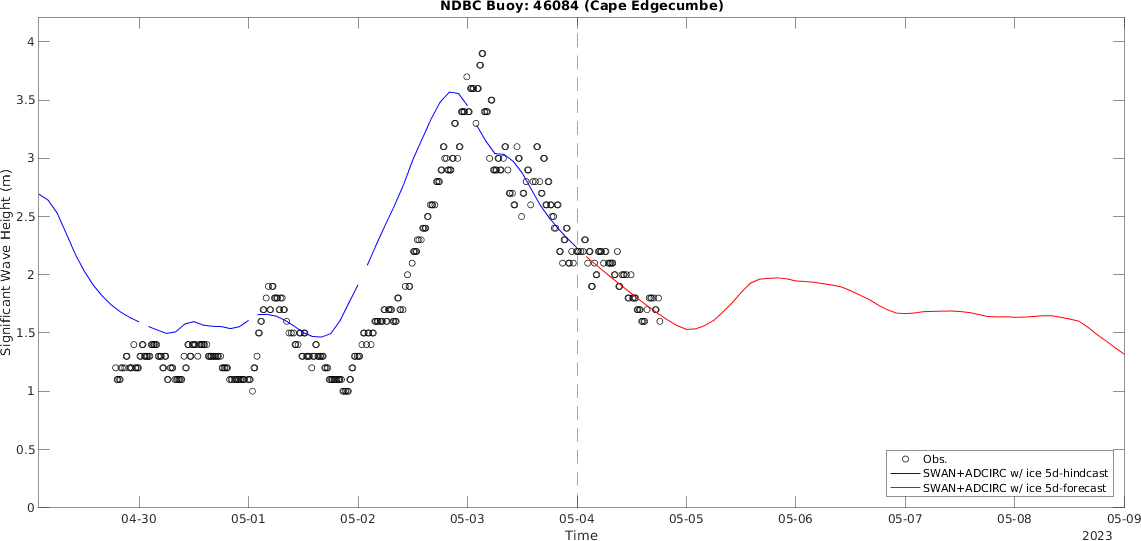 NDBC Buoy: 46084 (Cape Edgecumbe)
4
3.5
3
2.5
2
1.5
1
0.5
0
Significant Wave Height (m)
04-30 05-01 05-02 05-03 05-04 05-05 05-06 05-07 05-08 05-09
Time
2023
Obs.
SWAN+ADCIRC w/ ice 5d-hindcast
SWAN+ADCIRC w/ ice 5d-forecast